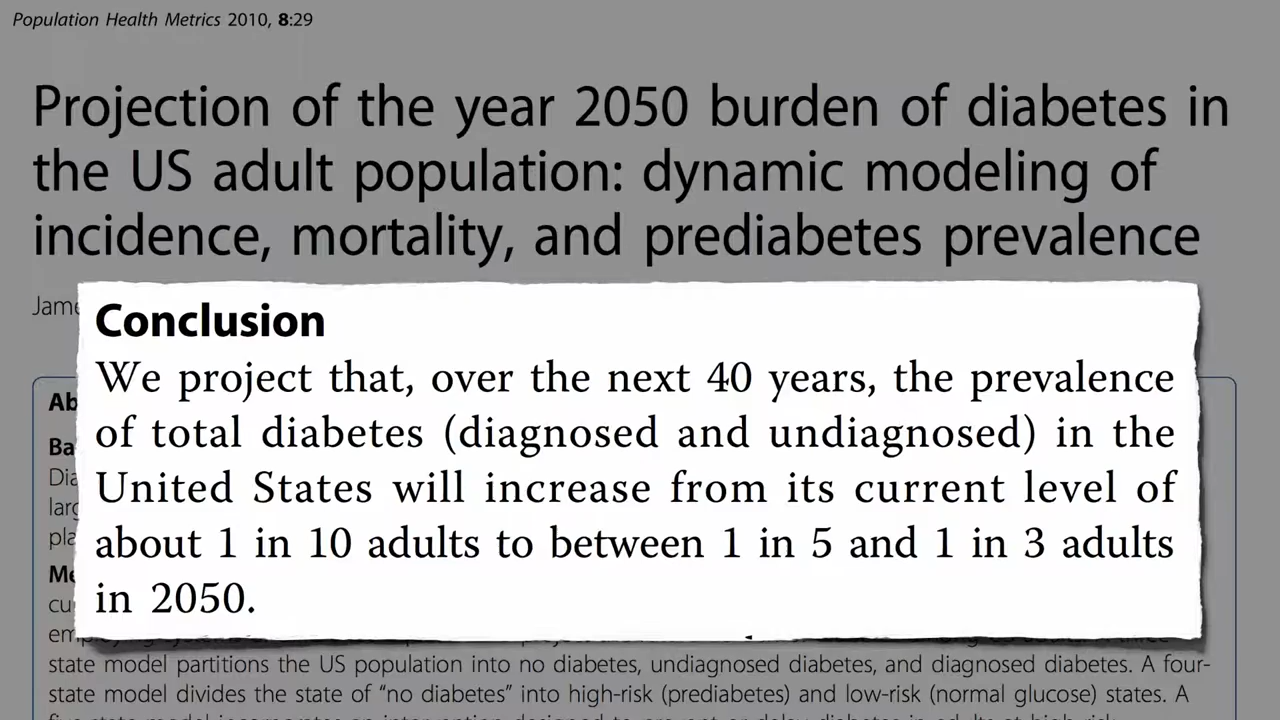 Population Health Metrics 2010, 8:29
Projection of the year 2050 burden of diabetes in
the US adult population: dynamic modeling of
incidence, mortality, and prediabetes prevalence
Conclusion
We project that, over the next 40 years, the prevalence
of total diabetes (diagnosed and undiagnosed) in the
United States will increase from its current level of
about 1 in 10 adults to between 1 in 5 and 1 in 3 adults
in 2050.
state model partitions the US population into no diabetes, undiagnosed diabetes, and diagnosed diabetes. A four-
state model divides the state of “no diabetes” into high-risk (prediabetes) and low-risk (normal glucose) states. A